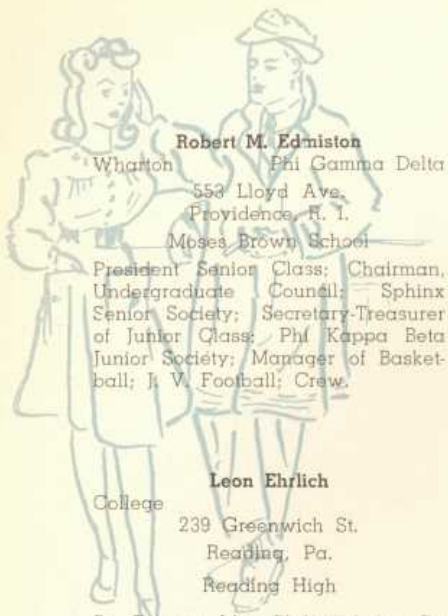 Robert M. Edmiston
Wharton Phi Gamma Delta
553 Lloyd Ave.
Providence, R. I.
Moses Brown School
President Senior Class; Chairman,
Undergraduate Council; Sphinx
Senior Society; Secretary-Treasurer
of Junior Class; Phi Kappa Beta
Junior Society; Manager of Basket-
ball; J. V. Football; Crew.
Leon Ehrlich
College
239 Greenwich St.
Reading, Pa.
Reading High